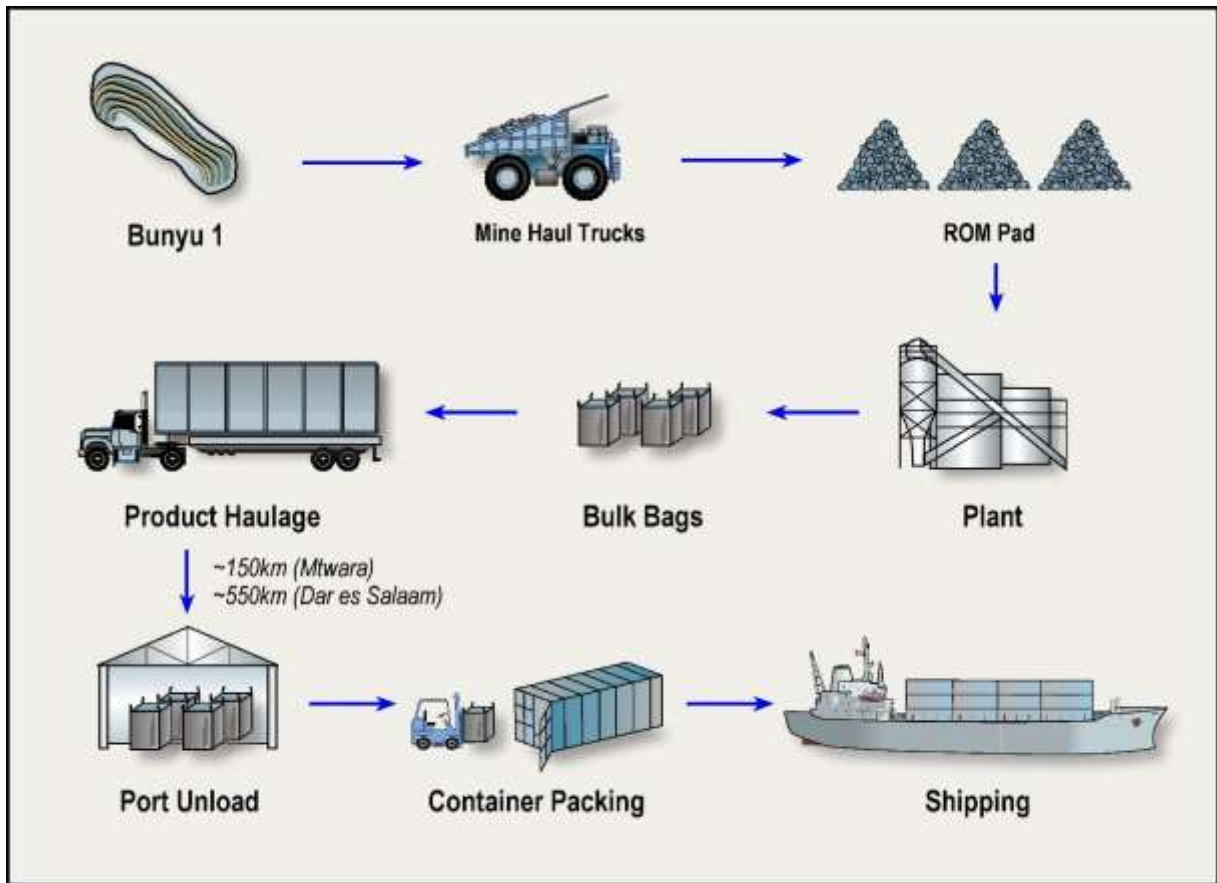 Bunyu 1
Mine Haul Trucks
ROM Pad
Product Haulage
Bulk Bags
Plant
~150km (Mtwara)
~550km (Dar es Salaam)
Port Unload
Container Packing
Shipping